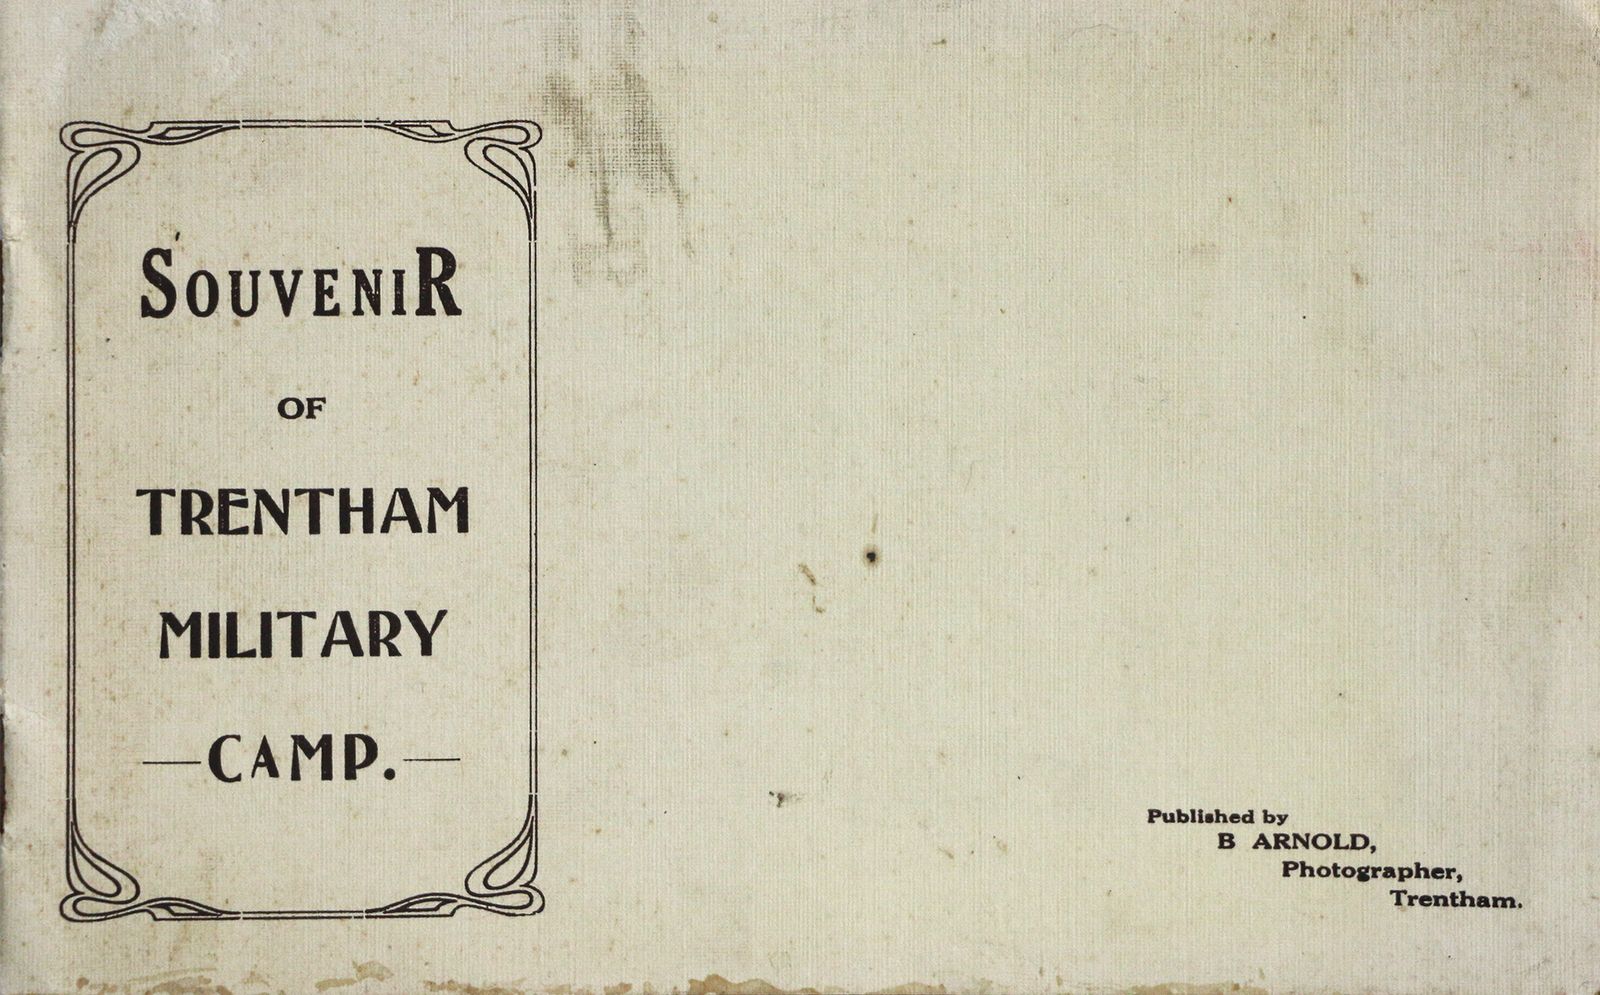 SOUVENIR
OF
TRENTHAM
MILITARY
—CAMP.—
Published by
B ARNOLD,
Photographer,
Trentham.